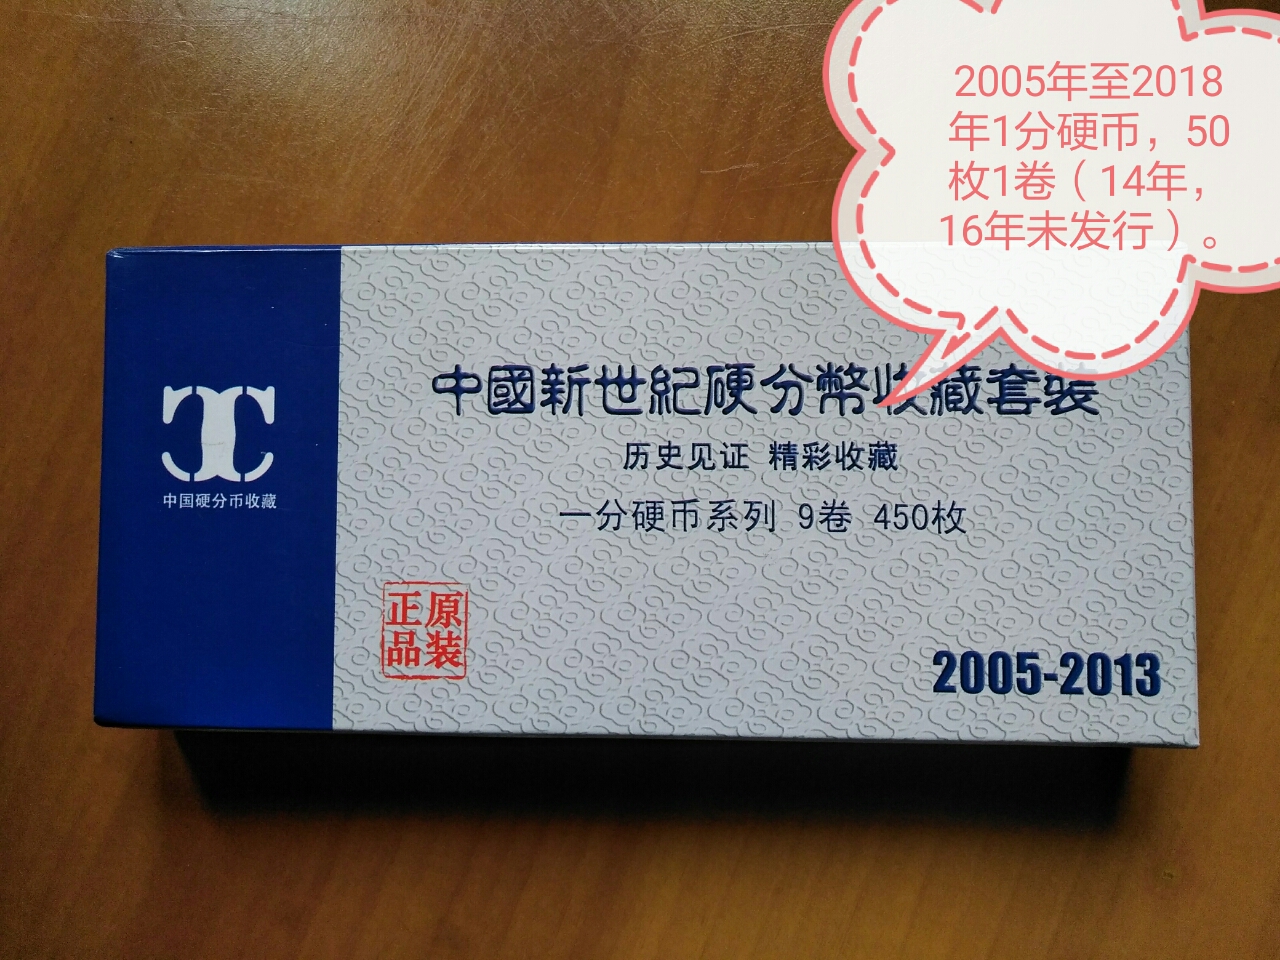 2005年至2018
年1分硬币，50
枚1卷（14年，
16年未发行）。
中國新世紀硬分幣收藏套裝
历史见证 精彩收藏
一分硬币系列 9卷 450枚
中国硬分币收藏
正原
品装
2005-2013